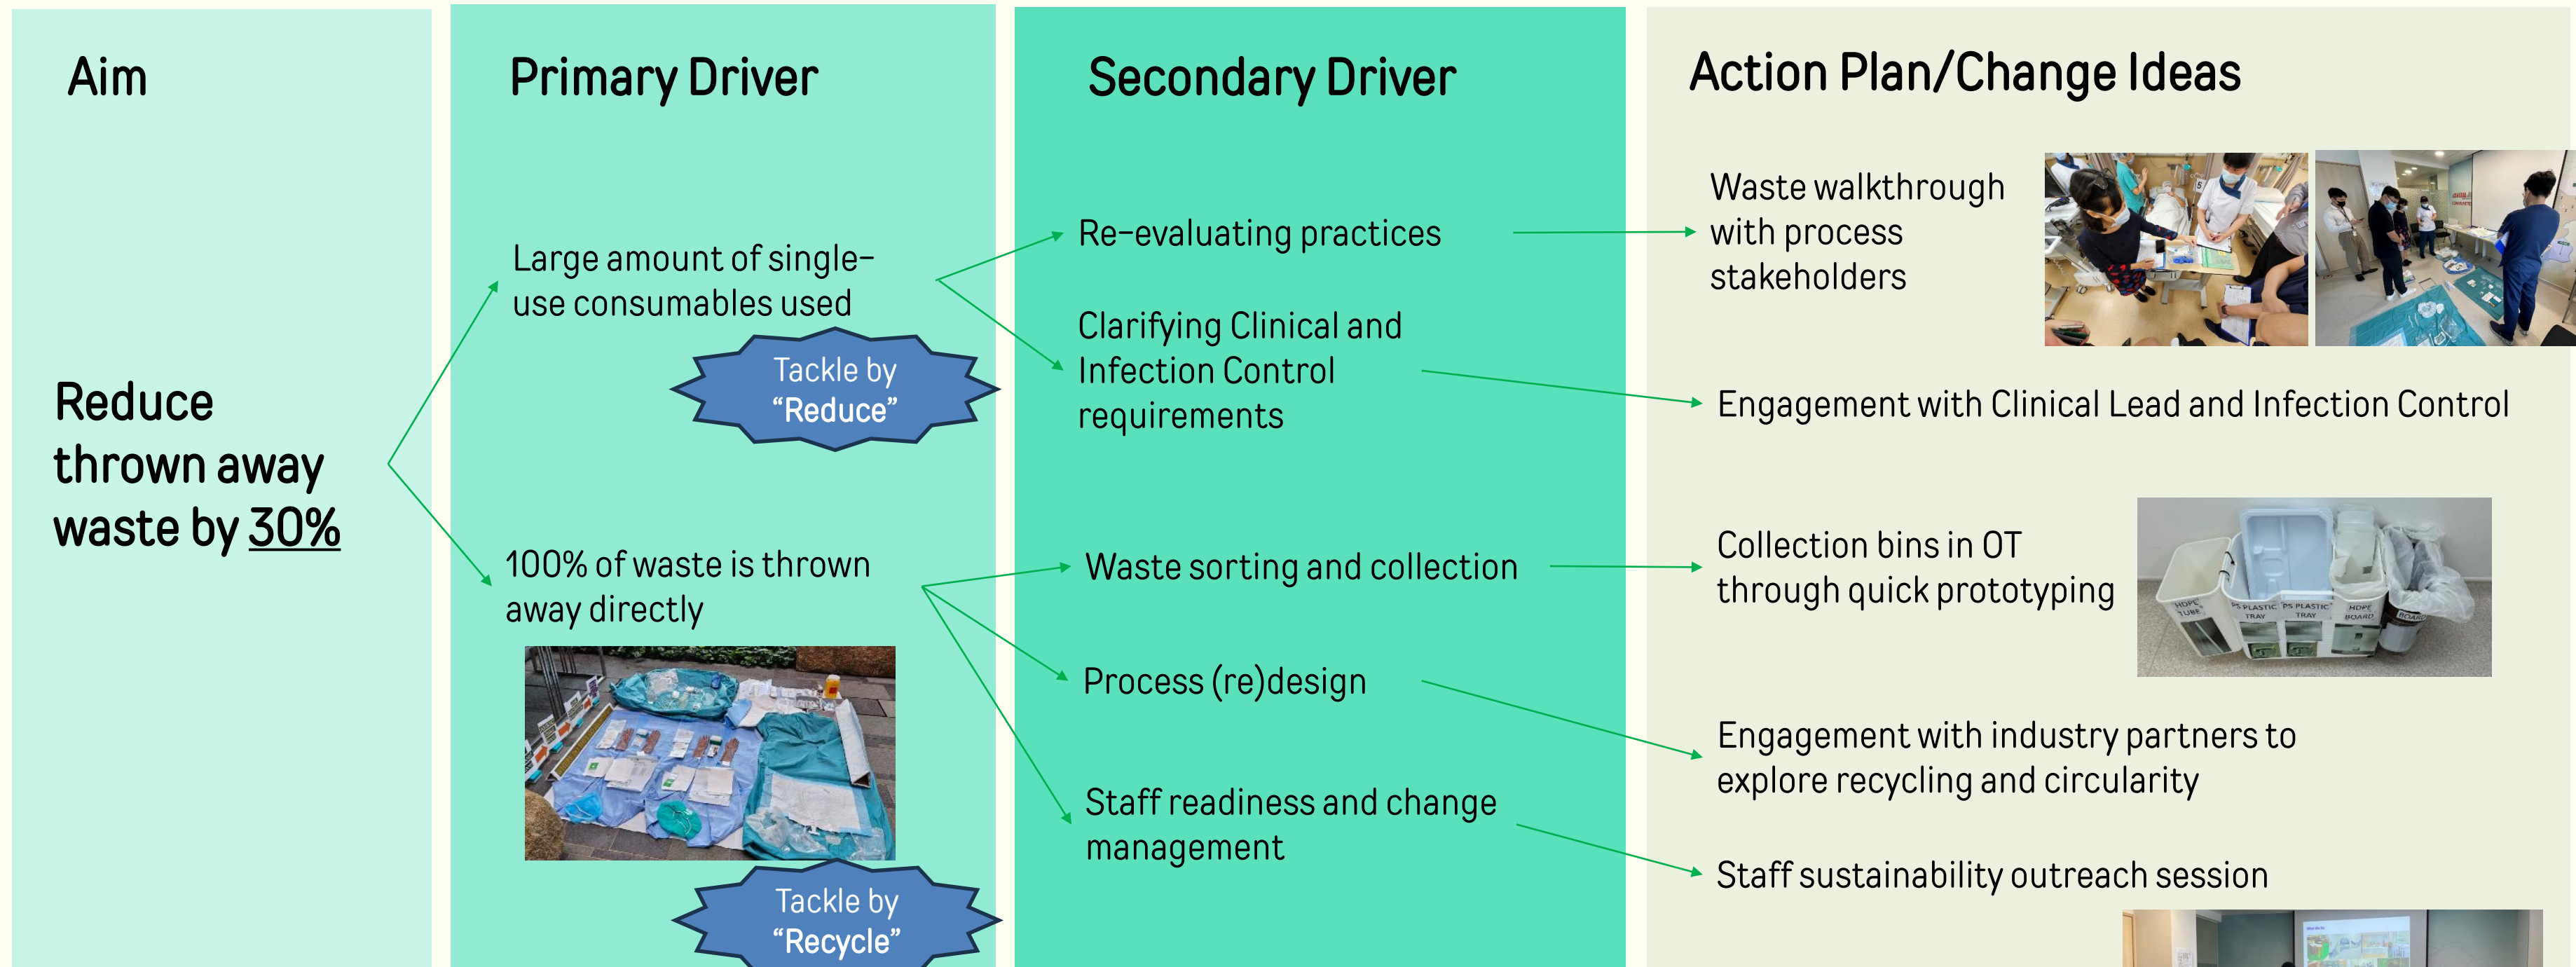 Aim
Primary Driver
Secondary Driver
Action Plan/Change Ideas
Reduce
thrown away
waste by 30%
Large amount of single-
use consumables used
Tackle by
“Reduce”
100% of waste is thrown
away directly
Tackle by
“Recycle”
Re-evaluating practices
Clarifying Clinical and
Infection Control
requirements
Waste sorting and collection
Process (re)design
Staff readiness and change
management
Waste walkthrough
with process
stakeholders
5
Engagement with Clinical Lead and Infection Control
Collection bins in OT
through quick prototyping
HDPE
TUBE
PS PLASTIC
TRAY
PS PLASTIC
TRAY
HDPE
BOARD
BOARD
Engagement with industry partners to
explore recycling and circularity
Staff sustainability outreach session